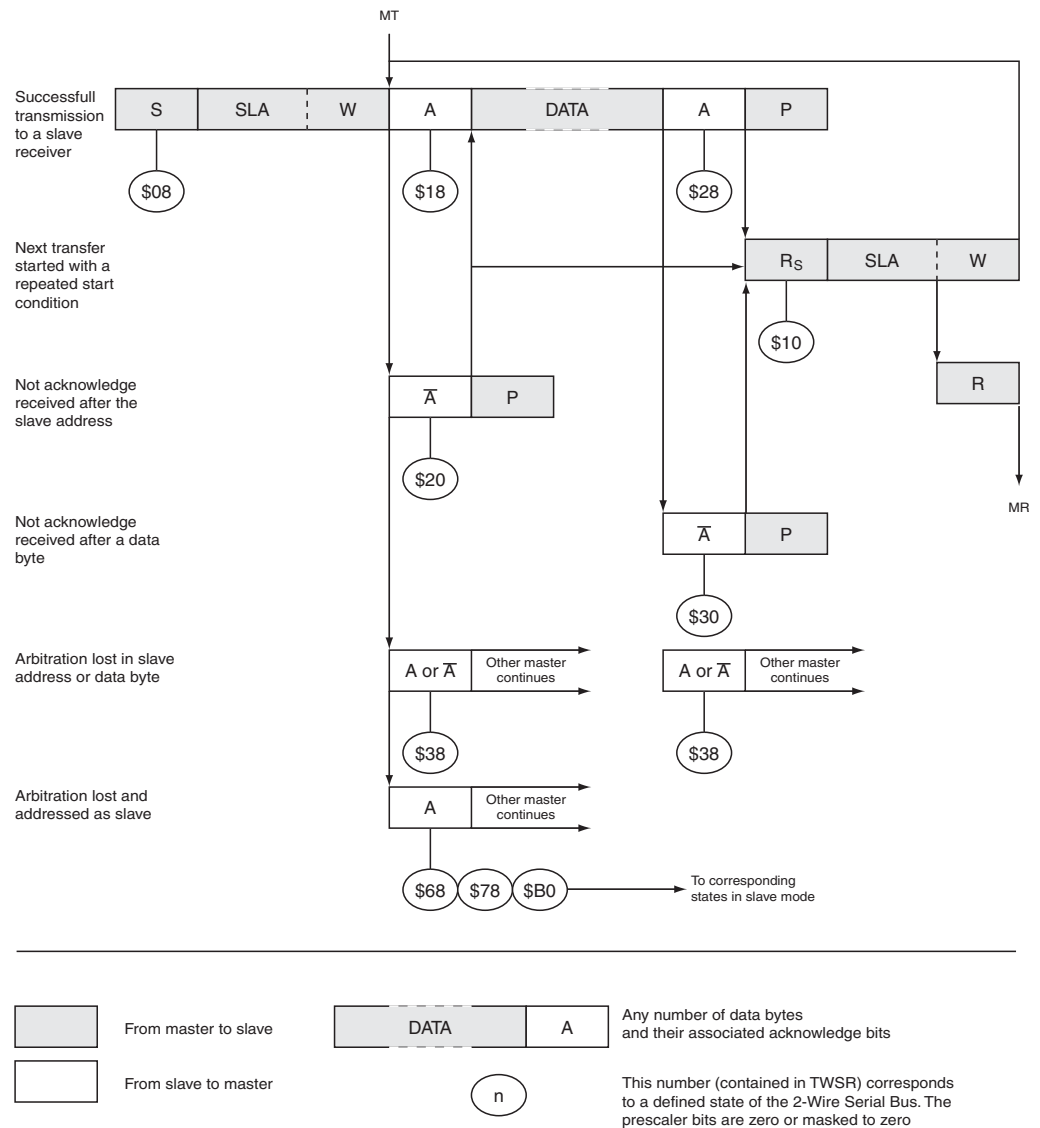 MT
Successfull
transmission
to a slave
receiver
S SLA W A DATA A P
$08 $18 $28
Next transfer
started with a
repeated start
condition
RS SLA W
$10
Not acknowledge
received after the
slave address
A̅ P
R
$20
MR
Not acknowledge
received after a data
byte
A̅ P
$30
Arbitration lost in slave
address or data byte
A or A̅ Other master
continues
A or A̅ Other master
continues
$38 $38
Arbitration lost and
addressed as slave
A Other master
continues
$68 $78 $B0
To corresponding
states in slave mode
From master to slave
DATA A
Any number of data bytes
and their associated acknowledge bits
From slave to master
n
This number (contained in TWSR) corresponds
to a defined state of the 2-Wire Serial Bus. The
prescaler bits are zero or masked to zero